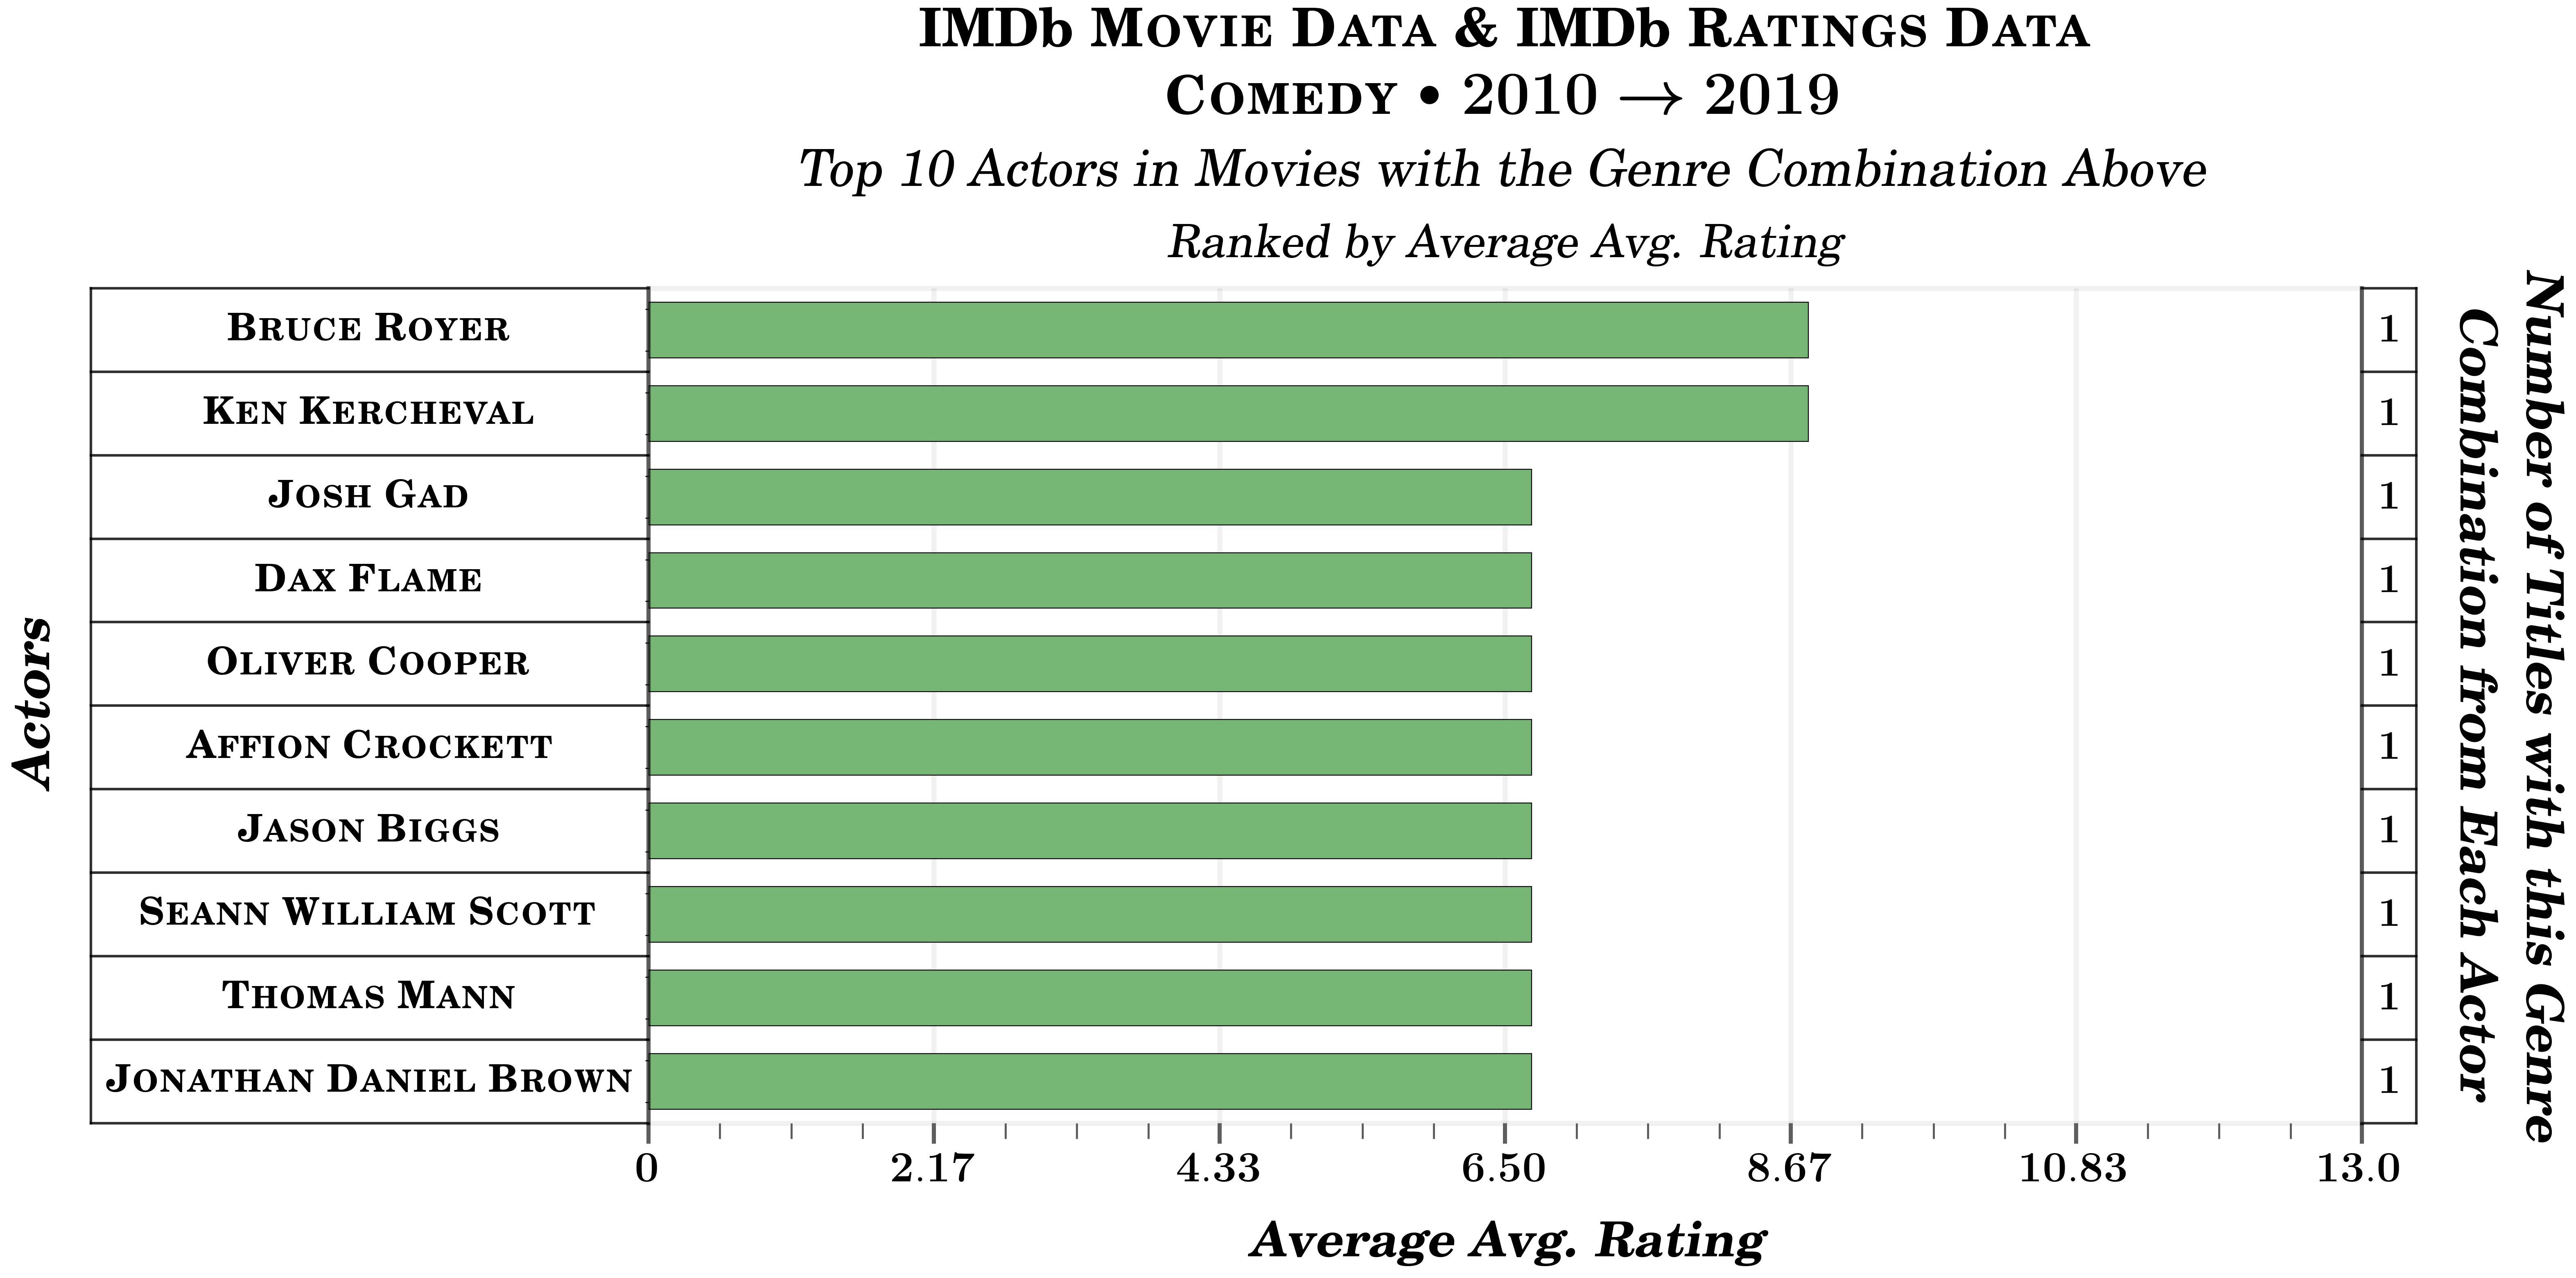 IMDb Movie Data & IMDb Ratings Data
Comedy • 2010 → 2019
Top 10 Actors in Movies with the Genre Combination Above
Ranked by Average Avg. Rating
Actors
Bruce Royer 1
Ken Kercheval 1
Josh Gad 1
Dax Flame 1
Oliver Cooper 1
Affion Crockett 1
Jason Biggs 1
Seann William Scott 1
Thomas Mann 1
Jonathan Daniel Brown 1
Number of Titles with this Genre
Combination from Each Actor
0 2.17 4.33 6.50 8.67 10.83 13.0
Average Avg. Rating